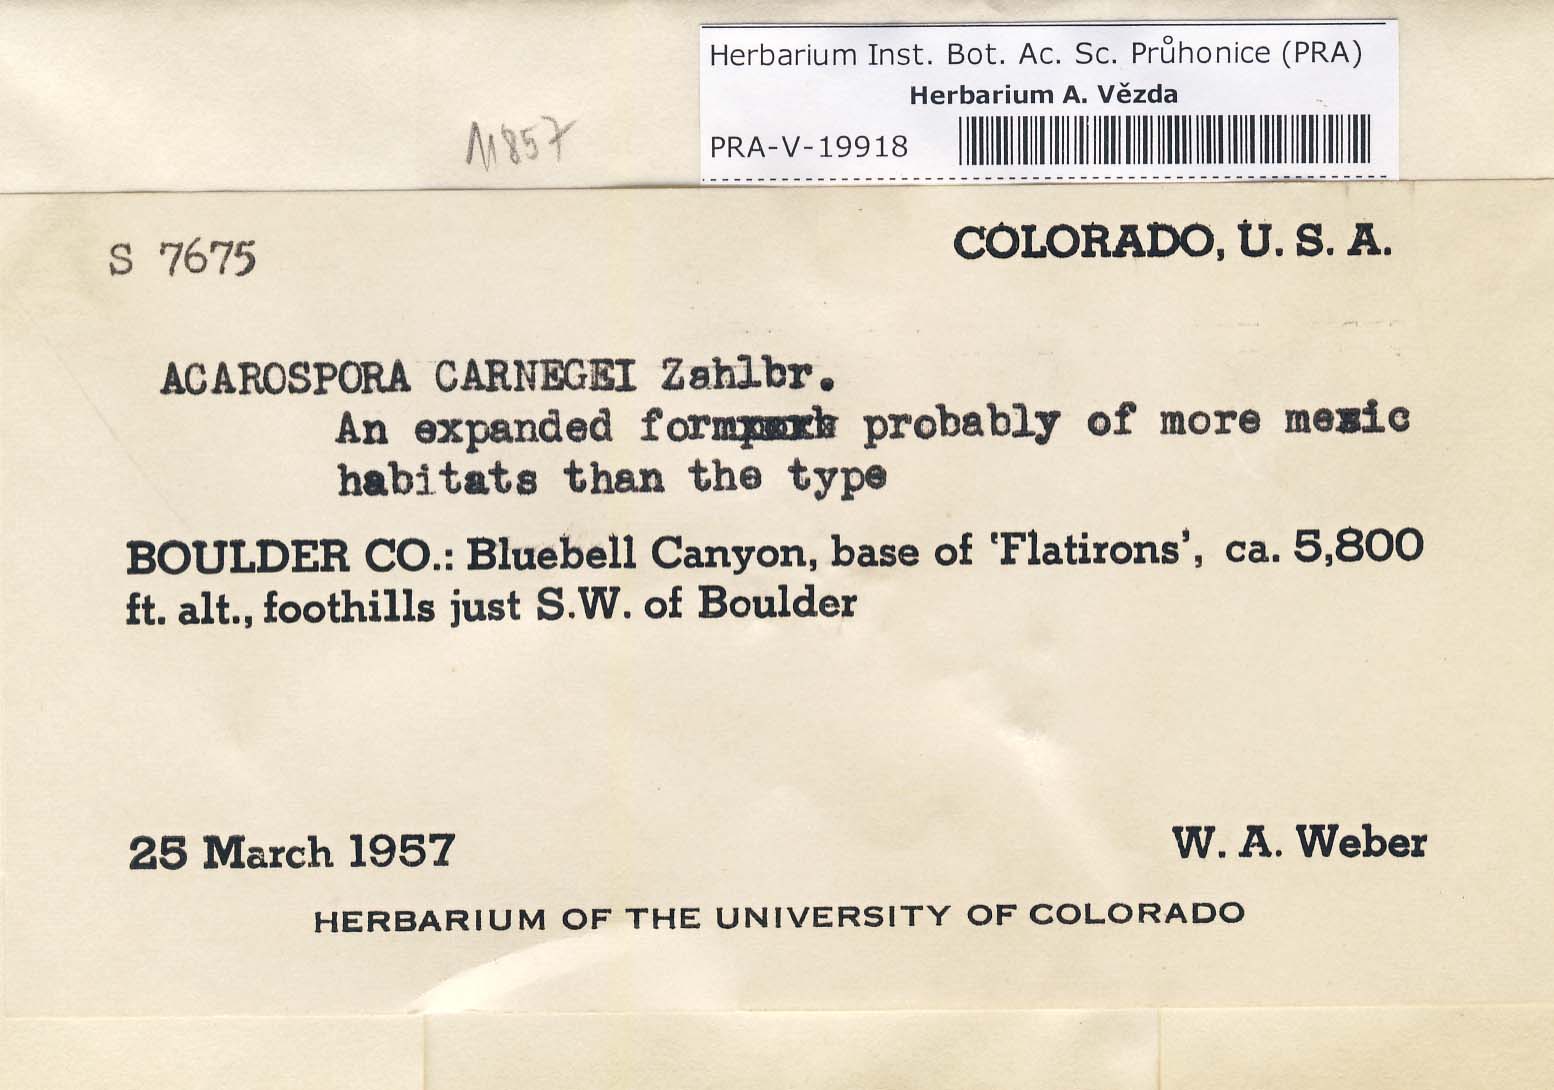 Herbarium Inst. Bot. Ac. Sc. Průhonice (PRA)
Herbarium A. Vězda
PRA-V-19918
11857
S 7675
COLORADO, U. S. A.
ACAROSPORA CARNEGEI Zahlbr.
An expanded form probably of more mesic
habitats than the type
BOULDER CO.: Bluebell Canyon, base of 'Flatirons', ca. 5,800
ft. alt., foothills just S.W. of Boulder
25 March 1957
W. A. Weber
HERBARIUM OF THE UNIVERSITY OF COLORADO